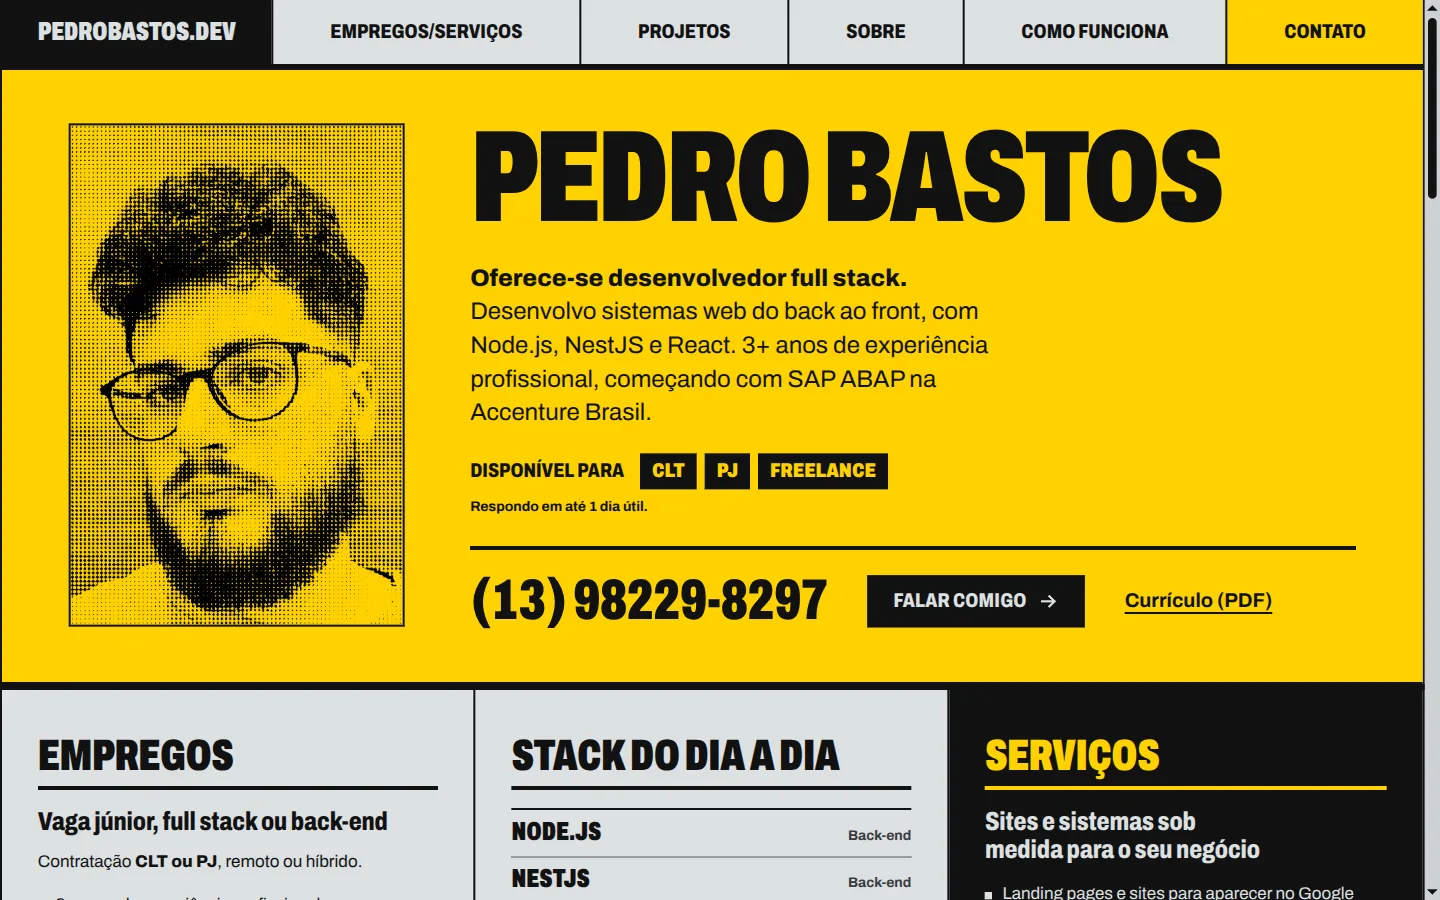 PEDROBASTOS.DEV
EMPREGOS/SERVIÇOS
PROJETOS
SOBRE
COMO FUNCIONA
CONTATO
PEDRO BASTOS
Oferece-se desenvolvedor full stack.
Desenvolvo sistemas web do back ao front, com
Node.js, NestJS e React. 3+ anos de experiência
profissional, começando com SAP ABAP na
Accenture Brasil.
DISPONÍVEL PARA
CLT
PJ
FREELANCE
Respondo em até 1 dia útil.
(13) 98229-8297
FALAR COMIGO →
Currículo (PDF)
EMPREGOS
Vaga júnior, full stack ou back-end
Contratação CLT ou PJ, remoto ou híbrido.
STACK DO DIA A DIA
NODE.JS
Back-end
NESTJS
Back-end
SERVIÇOS
Sites e sistemas sob
medida para o seu negócio
Landing pages e sites para aparecer no Google